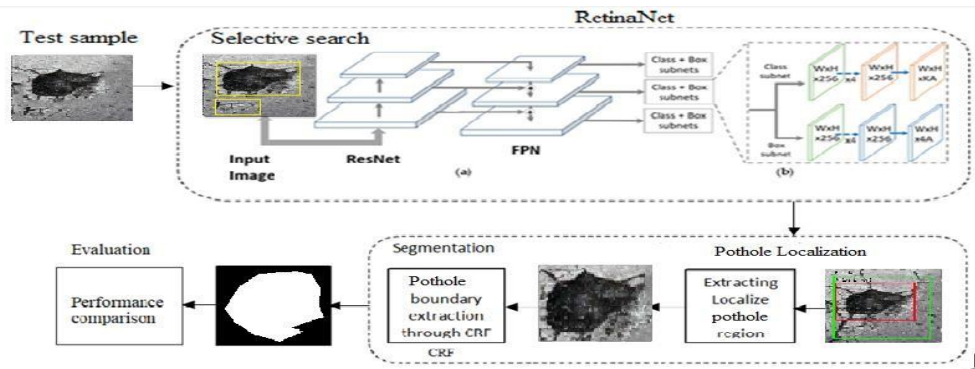 RetinaNet
Test sample
Selective search
Class + Box
subnets
Class + Box
subnets
Class + Box
subnets
Class
subnet
WxH
x256
x4
WxH
x256
WxH
xKA
Box
subnet
WxH
x256
x4
WxH
x256
WxH
x4A
Input
Image
ResNet
FPN
(a)
(b)
Pothole Localization
Extracting
Localize
pothole
region
Segmentation
Pothole
boundary
extraction
through CRF
CRF
Evaluation
Performance
comparison